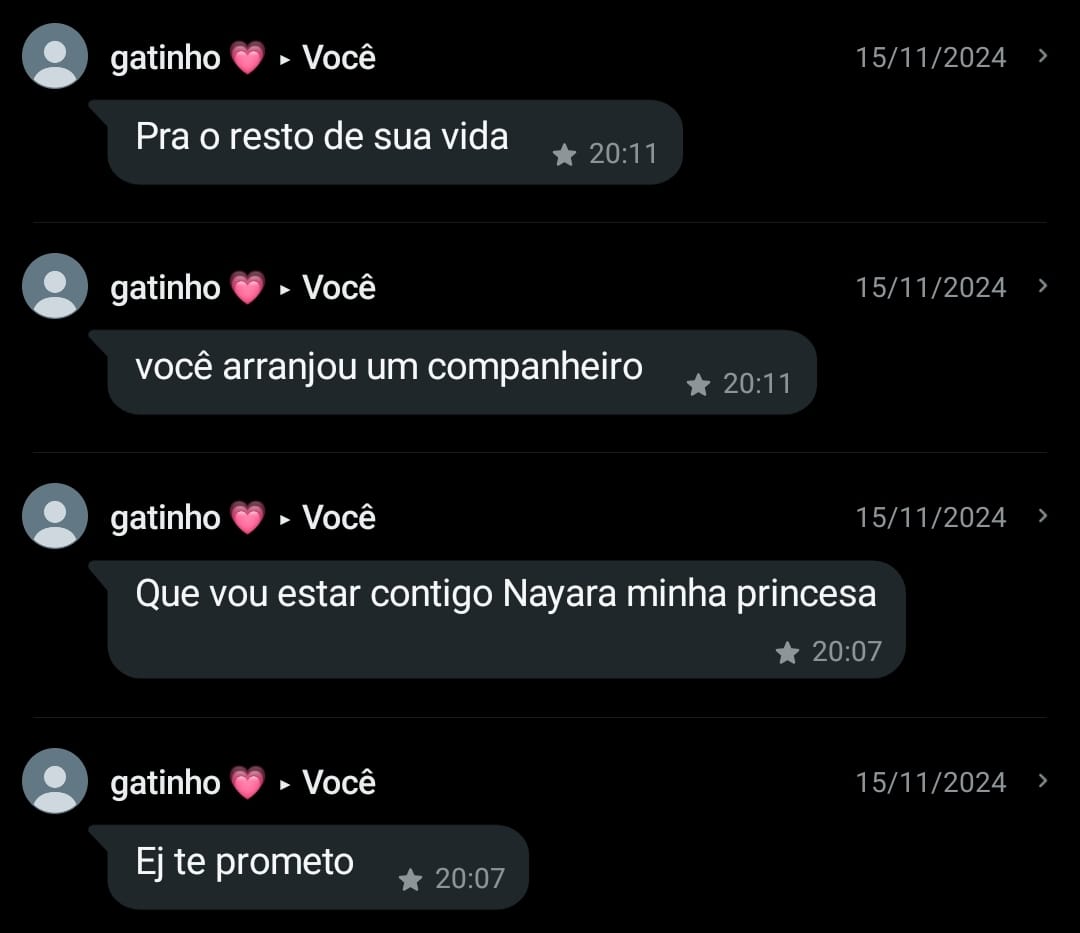 gatinho 💗 ▸ Você 15/11/2024
Pra o resto de sua vida
★ 20:11
gatinho 💗 ▸ Você 15/11/2024
você arranjou um companheiro
★ 20:11
gatinho 💗 ▸ Você 15/11/2024
Que vou estar contigo Nayara minha princesa
★ 20:07
gatinho 💗 ▸ Você 15/11/2024
Ej te prometo
★ 20:07